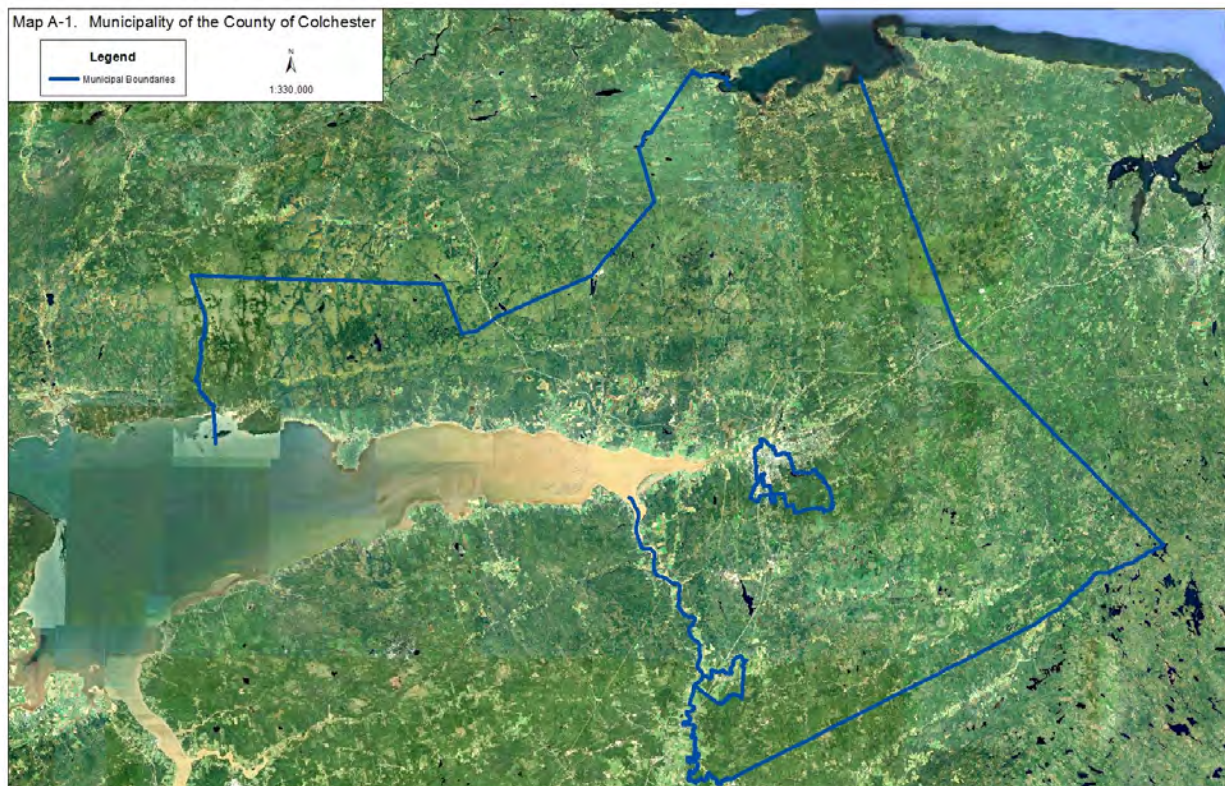 Map A-1. Municipality of the County of Colchester
Legend
Municipal Boundaries
N
1:330,000